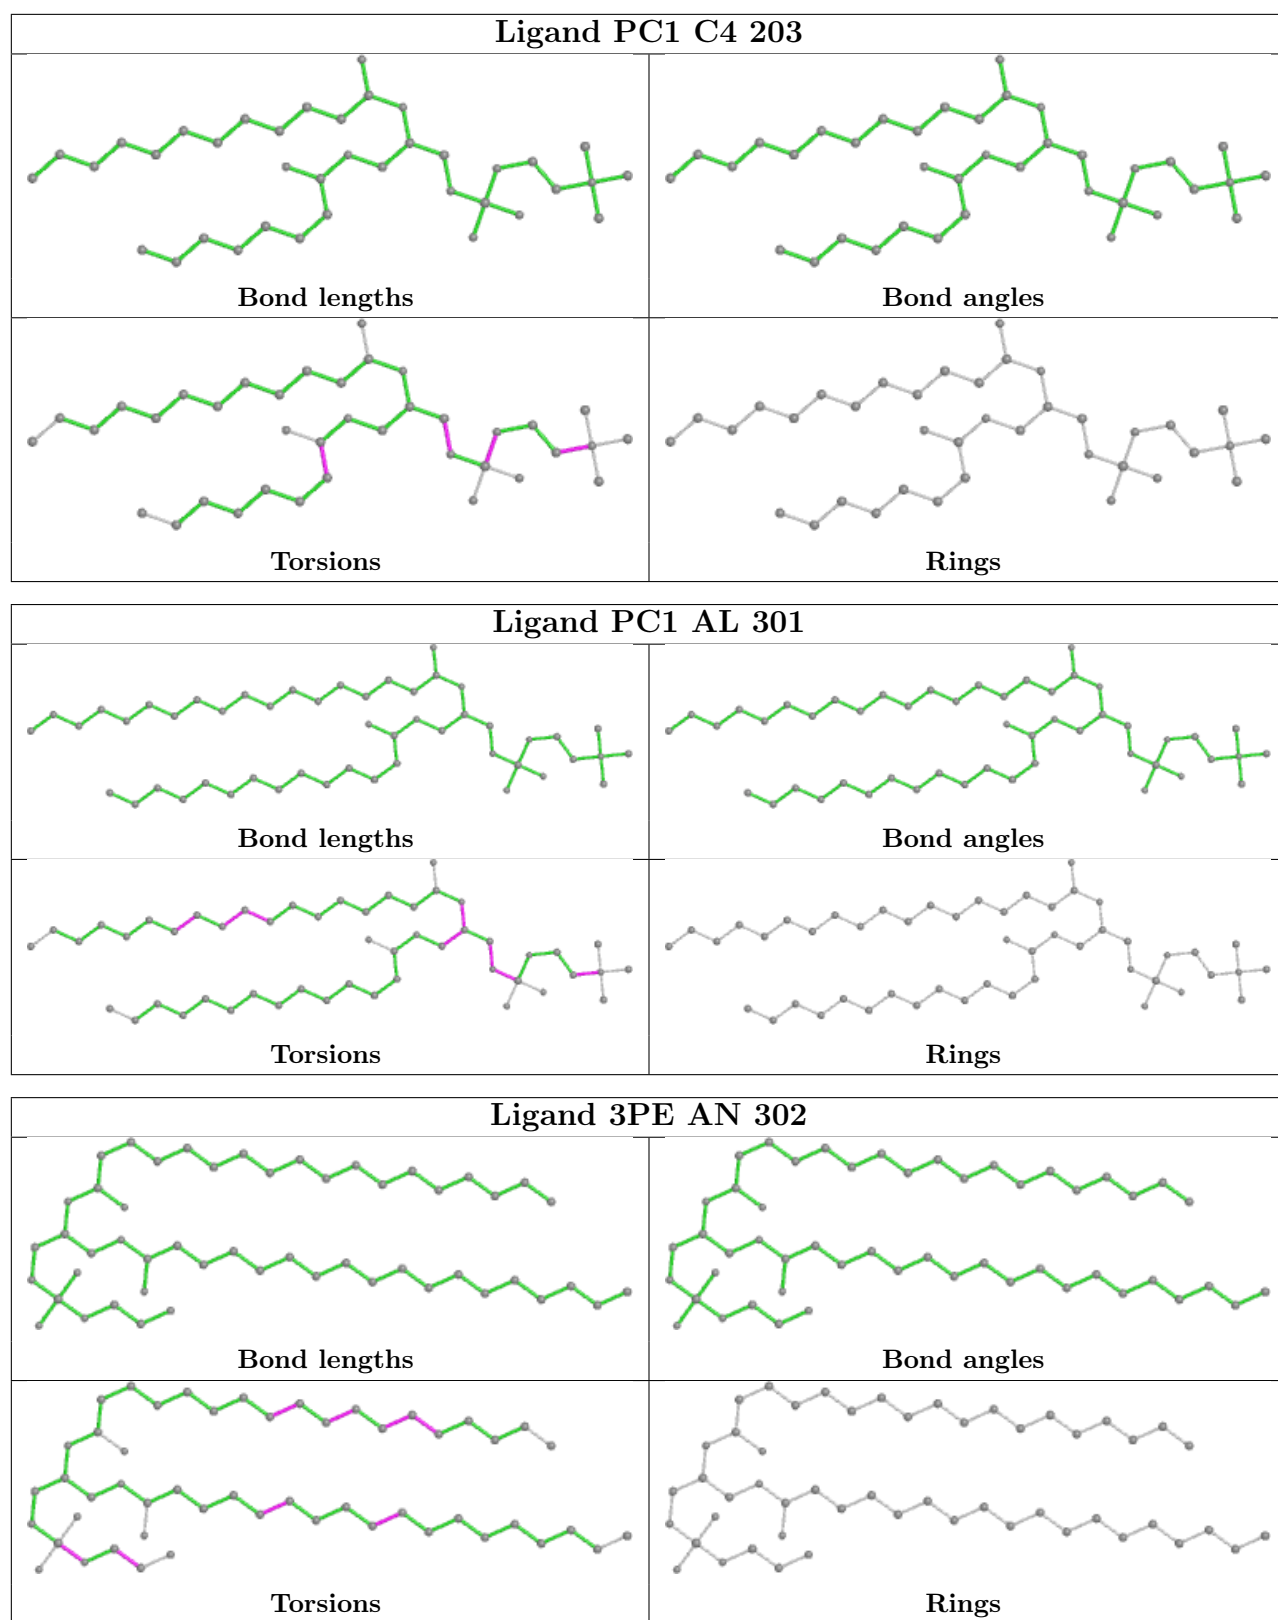 Ligand PC1 C4 203
Bond lengths
Bond angles
Torsions
Rings
Ligand PC1 AL 301
Bond lengths
Bond angles
Torsions
Rings
Ligand 3PE AN 302
Bond lengths
Bond angles
Torsions
Rings